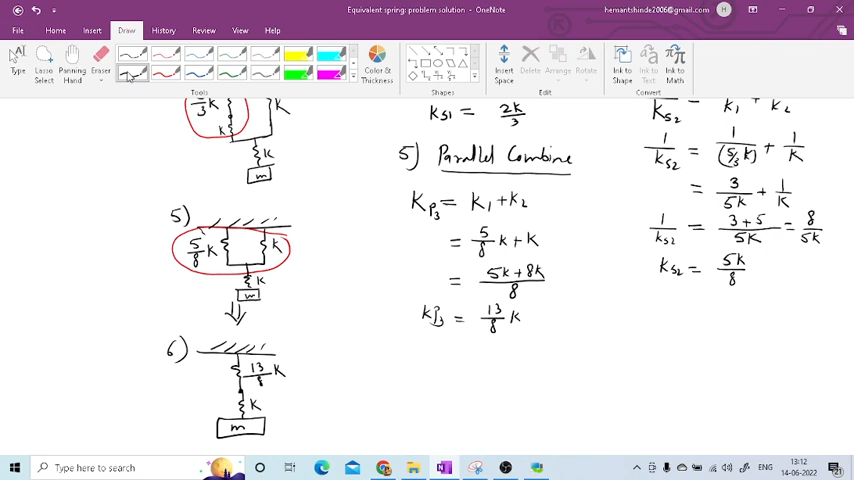 Equivalent spring: problem solution - OneNote
hemantshinde2006@gmail.com
H
File
Home
Insert
Draw
History
Review
View
Help
Type
Lasso Select
Panning Hand
Eraser
Color & Thickness
Insert Space
Delete
Arrange
Rotate
Ink to Shape
Ink to Text
Ink to Math
Tools
Shapes
Edit
Convert
K
K
K
m
5)
5/8 K
K
K
m
6)
13/8 K
K
m
KS1 = 2K/3
5) Parallel Combine
KP3 = K1 + K2
= 5/8 K + K
= 5K + 8K / 8
KP3 = 13/8 K
KS2 K1 + K2
1/KS2 = 1/(5/3 K) + 1/K
= 3/5K + 1/K
1/KS2 = 3 + 5 / 5K = 8/5K
KS2 = 5K/8
Type here to search
ENG
13:12
14-06-2022
21